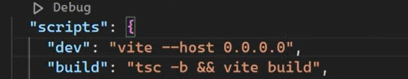 Debug
"scripts": {
"dev": "vite --host 0.0.0.0",
"build": "tsc -b && vite build",